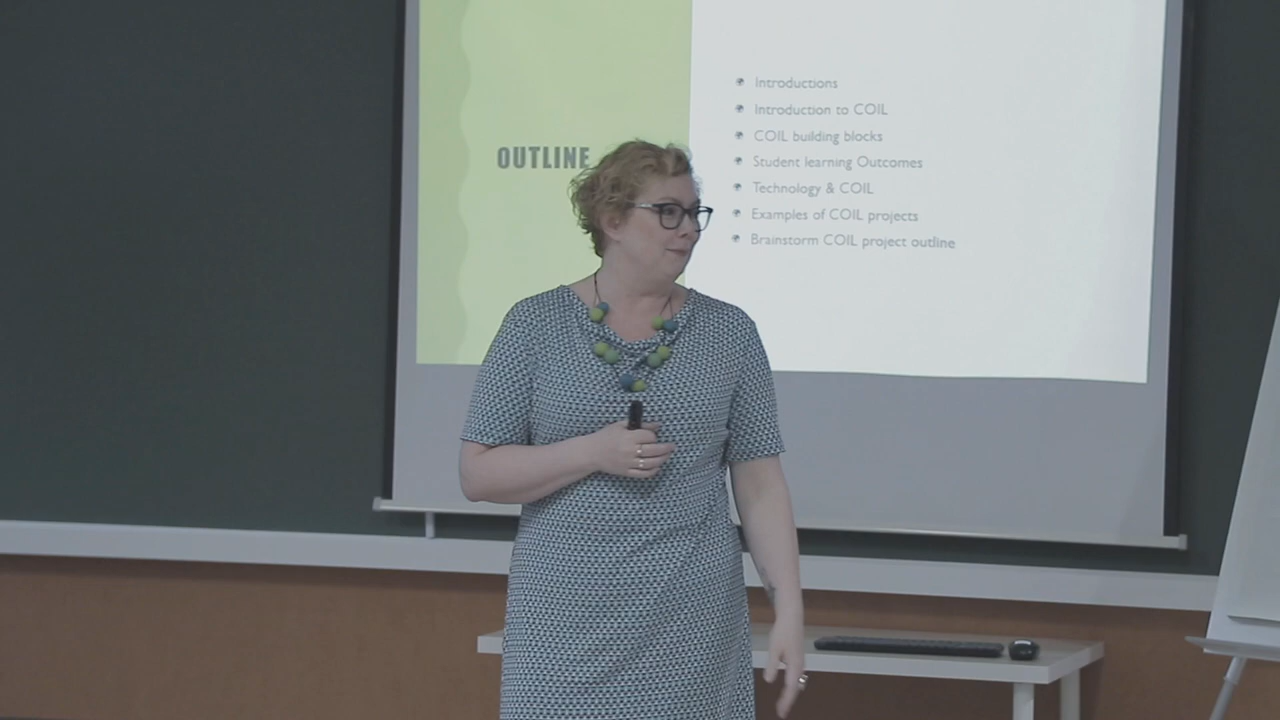 OUTLINE
Introductions
Introduction to COIL
COIL building blocks
Student learning Outcomes
Technology & COIL
Examples of COIL projects
Brainstorm COIL project outline